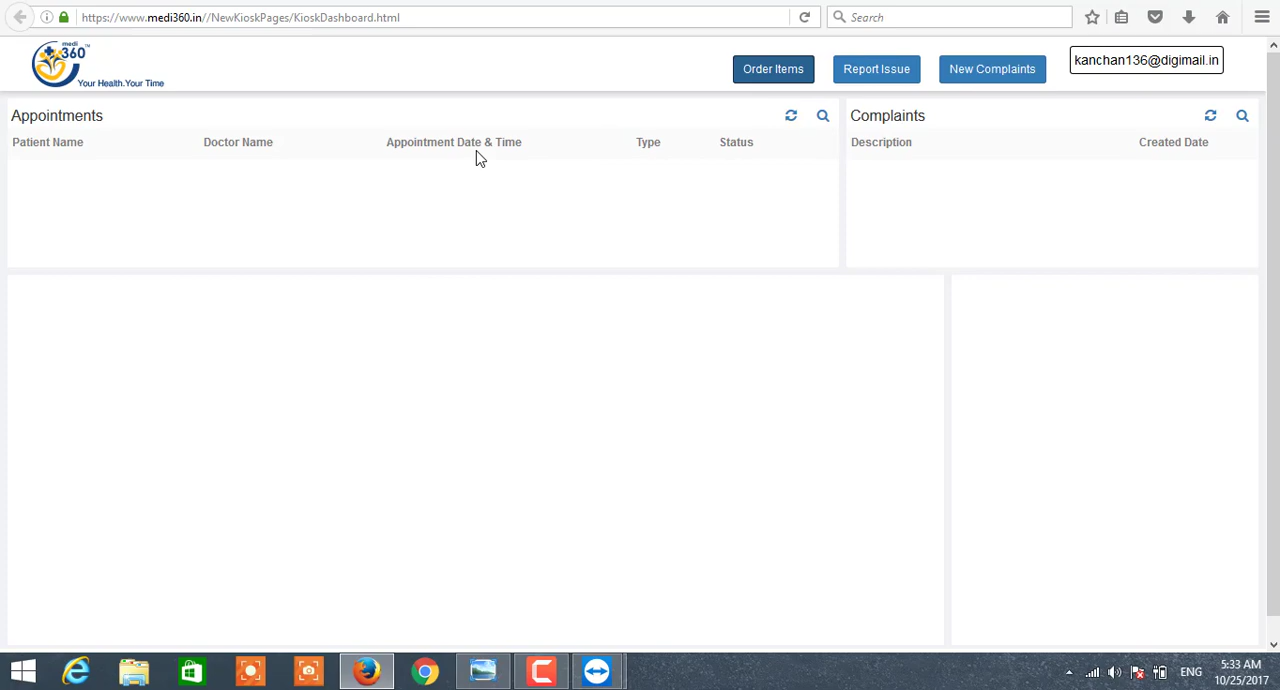 https://www.medi360.in//NewKioskPages/KioskDashboard.html
Search
medi
360™
Your Health.Your Time
Order Items
Report Issue
New Complaints
kanchan136@digimail.in
Appointments
Complaints
Patient Name
Doctor Name
Appointment Date & Time
Type
Status
Description
Created Date
ENG
5:33 AM
10/25/2017